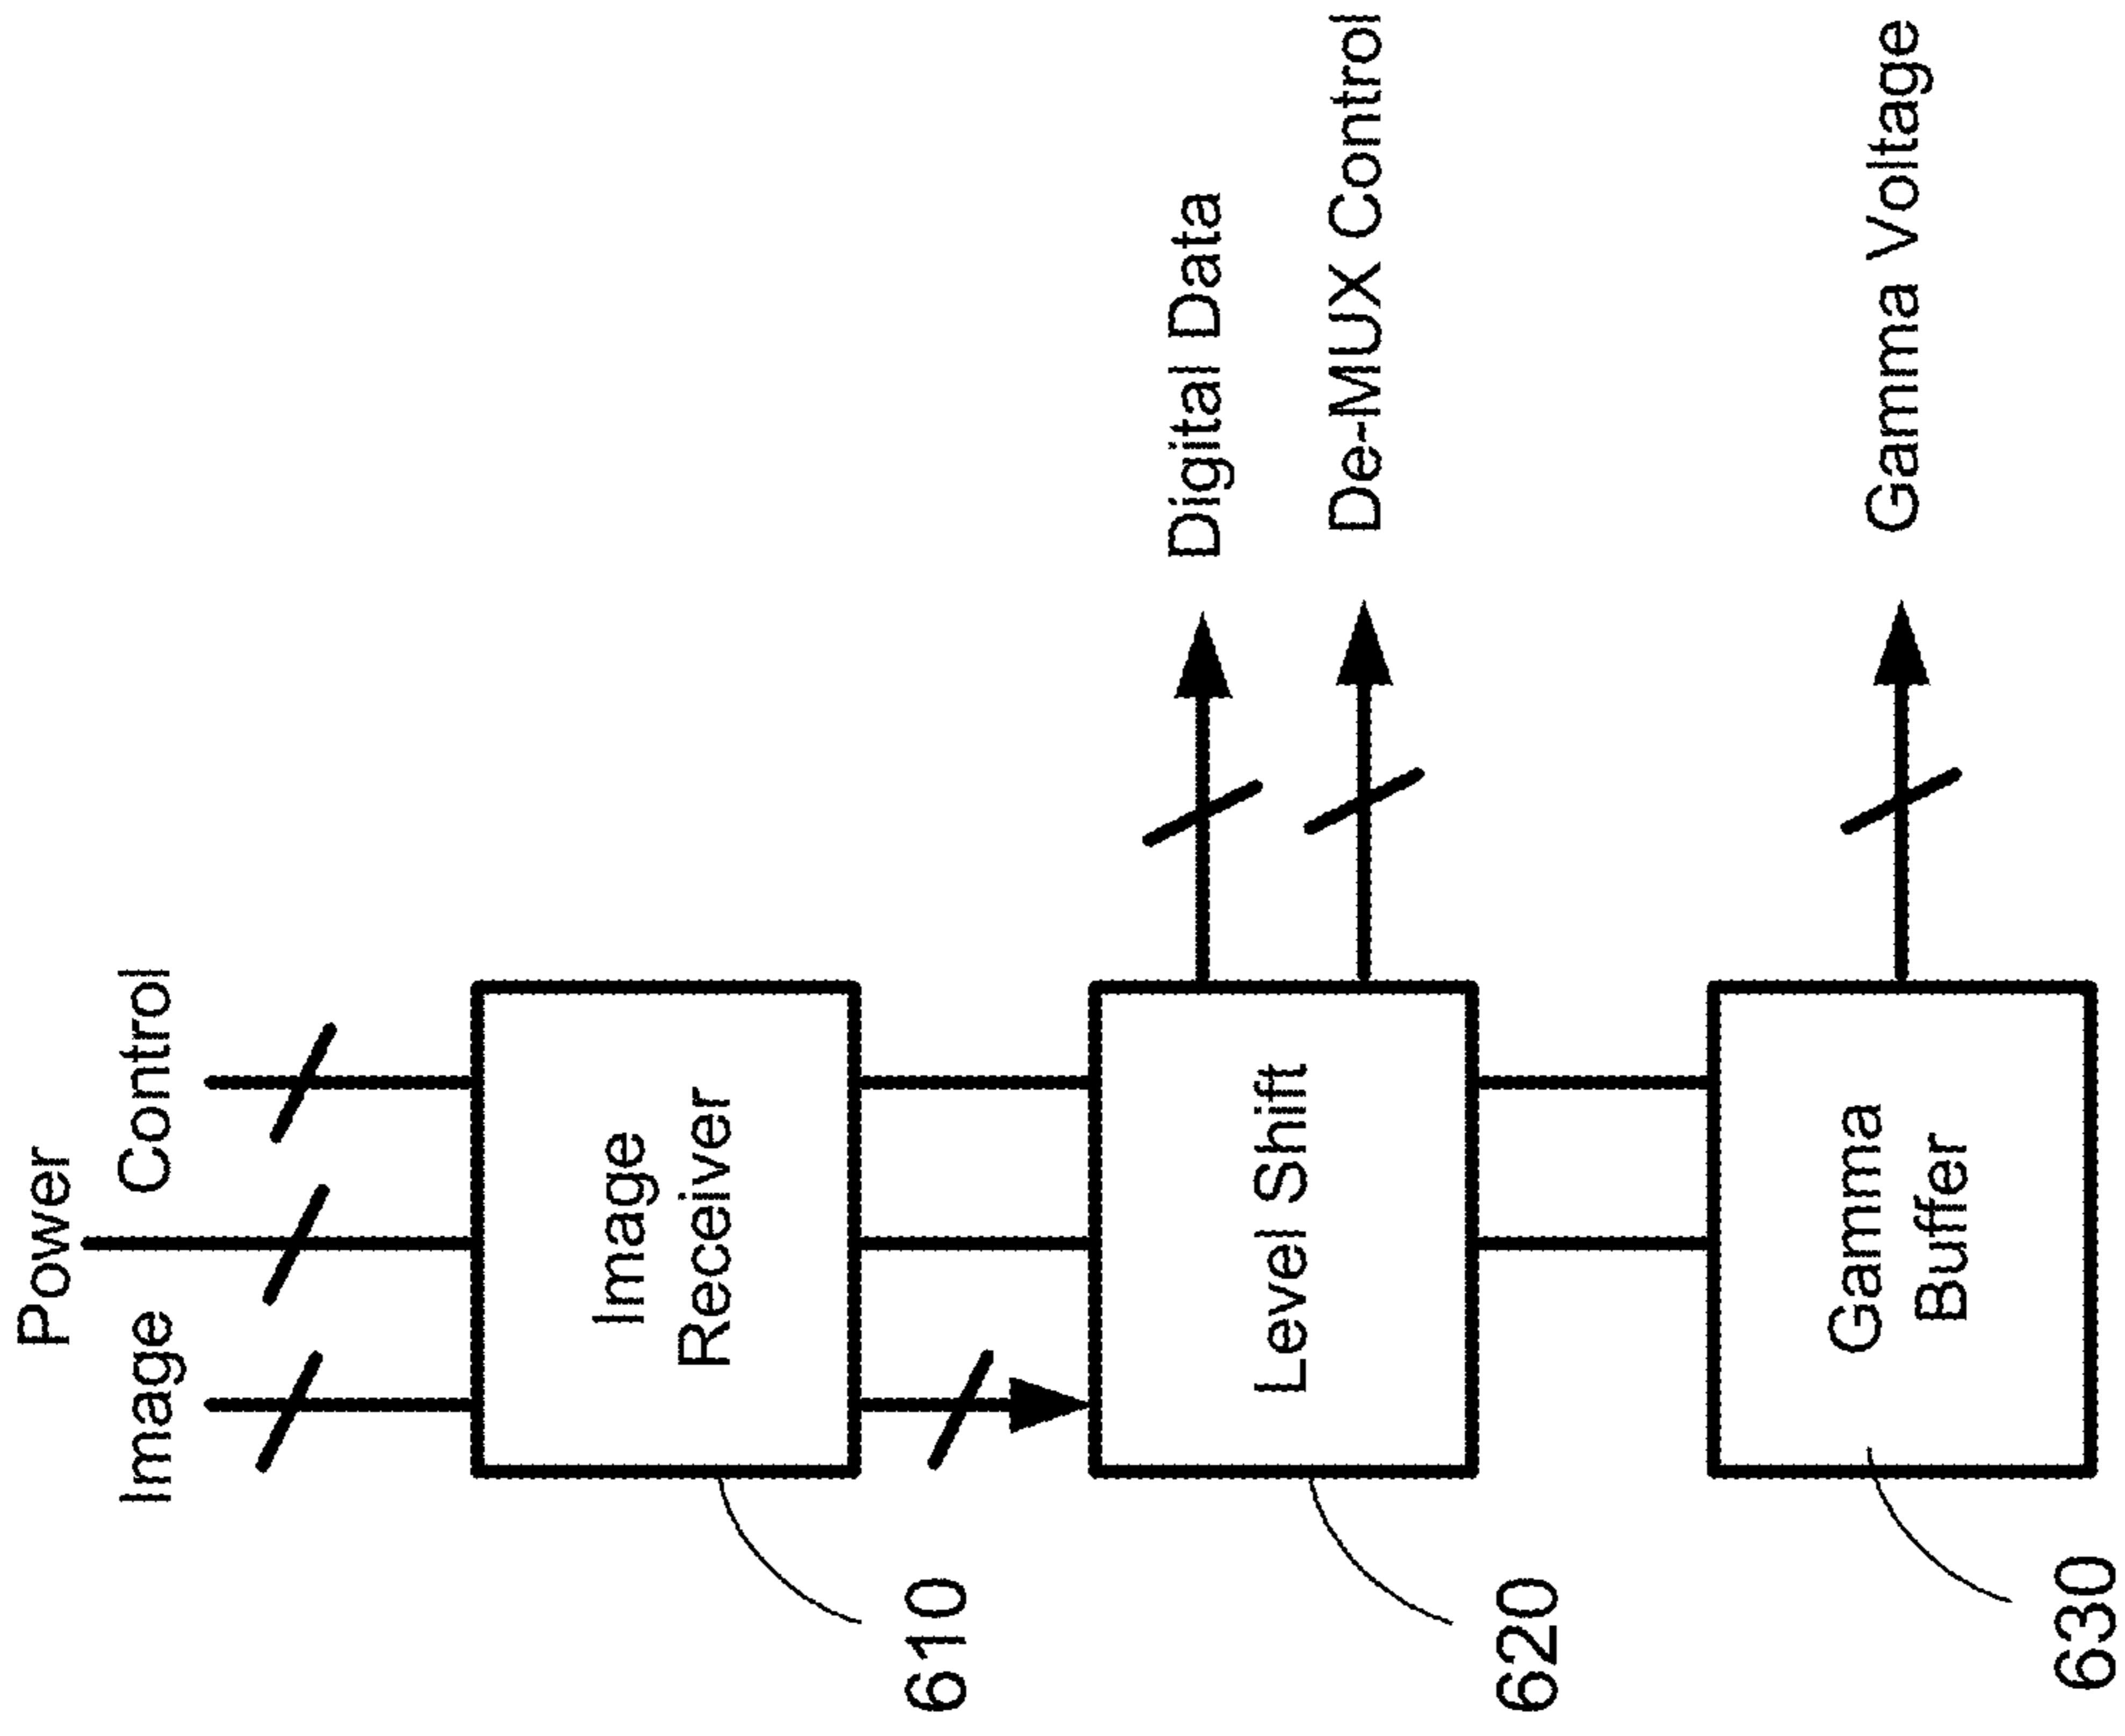 Image
Power
Control
Image
Receiver
610
Level Shift
620
Digital Data
De-MUX Control
Gamma
Buffer
630
Gamma Voltage